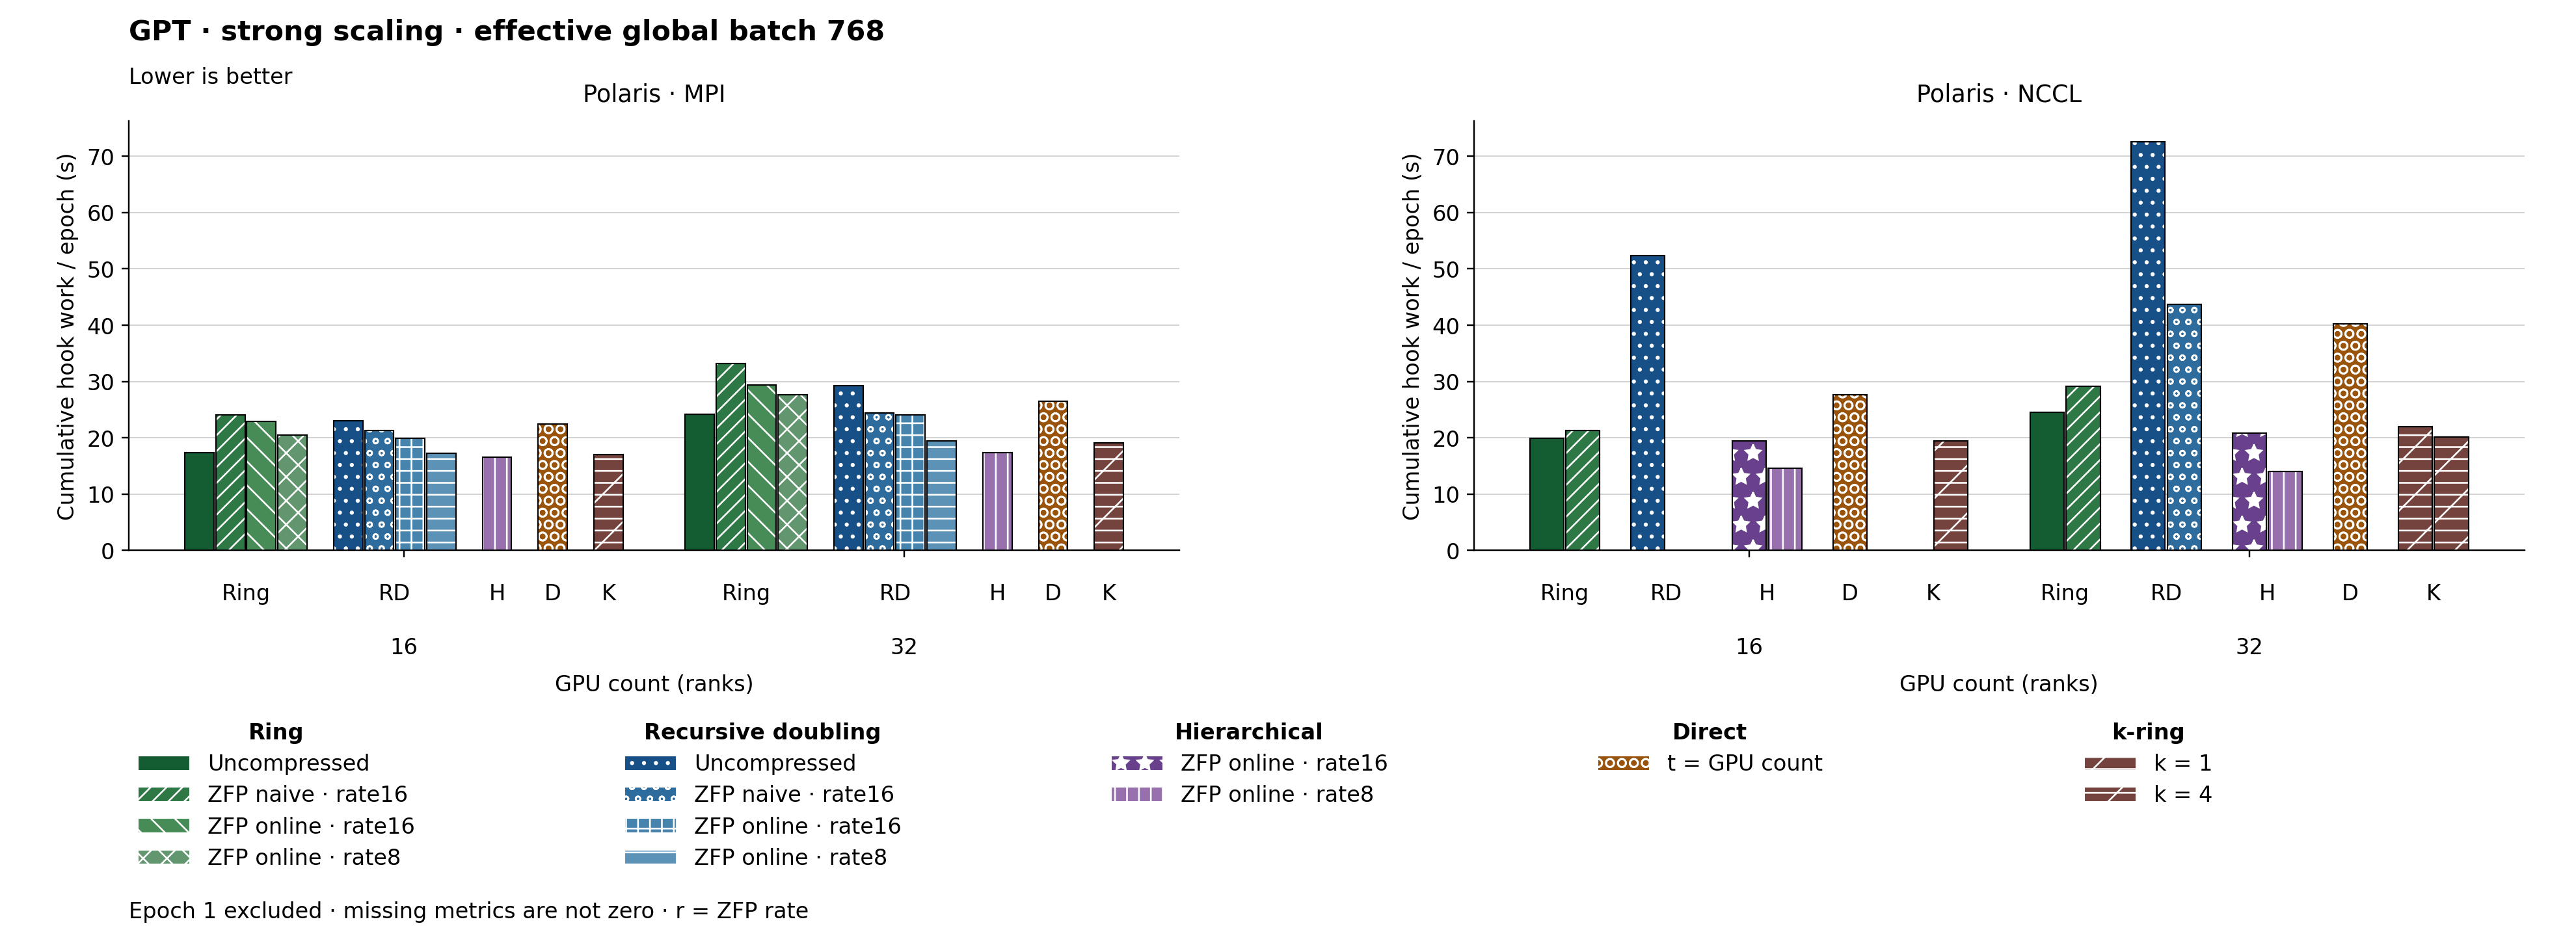 GPT · strong scaling · effective global batch 768
Lower is better
Polaris · MPI
Cumulative hook work / epoch (s)
70
60
50
40
30
20
10
0
Ring RD H D K Ring RD H D K
16 32
GPU count (ranks)
Polaris · NCCL
Cumulative hook work / epoch (s)
70
60
50
40
30
20
10
0
Ring RD H D K Ring RD H D K
16 32
GPU count (ranks)
Ring
Uncompressed
ZFP naive · rate16
ZFP online · rate16
ZFP online · rate8
Recursive doubling
Uncompressed
ZFP naive · rate16
ZFP online · rate16
ZFP online · rate8
Hierarchical
ZFP online · rate16
ZFP online · rate8
Direct
t = GPU count
k-ring
k = 1
k = 4
Epoch 1 excluded · missing metrics are not zero · r = ZFP rate